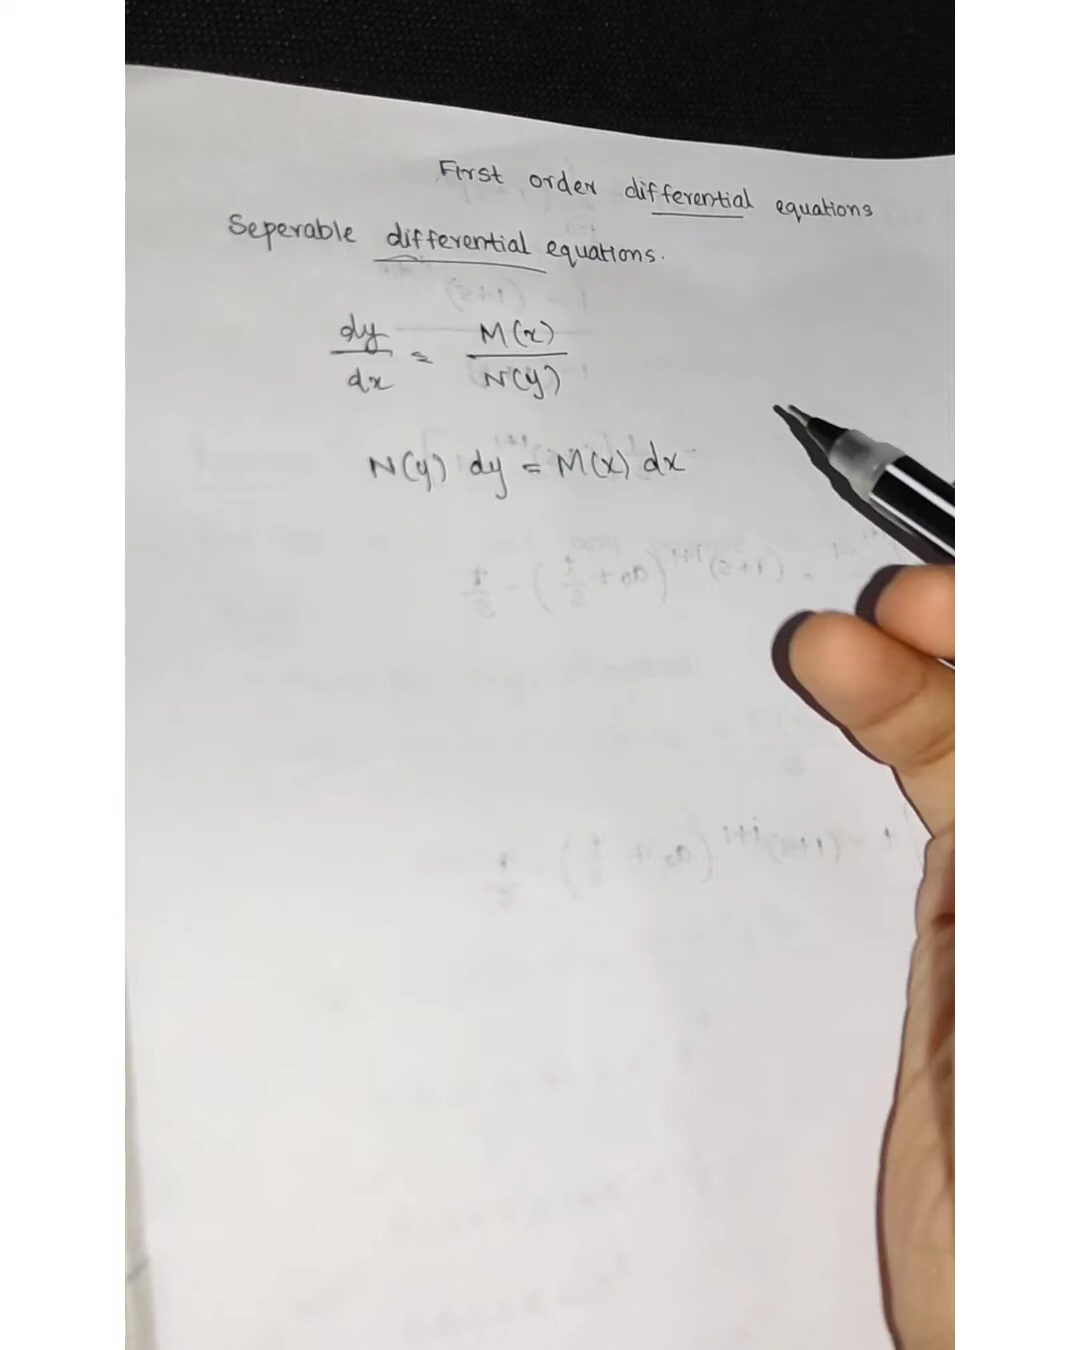 First order differential equations
Seperable differential equations.
dy/dx = M(x)/N(y)
N(y) dy = M(x) dx